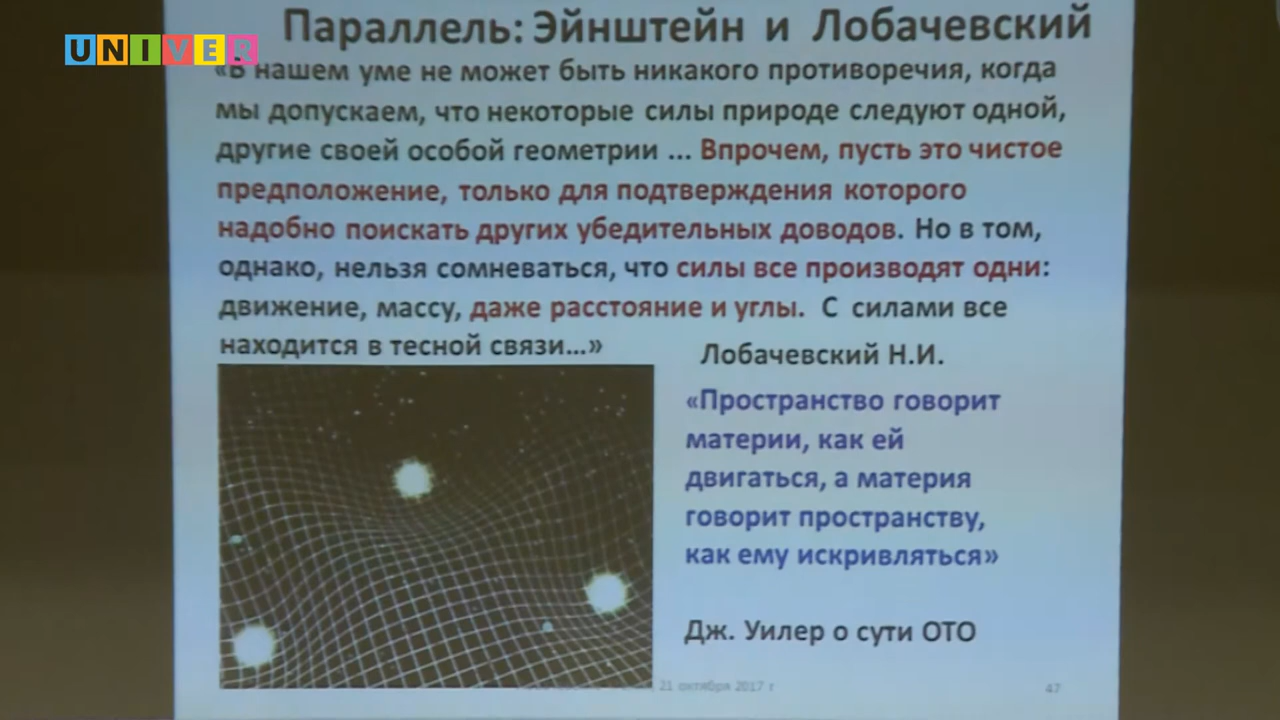 Параллель: Эйнштейн и Лобачевский
UNIVER
«В нашем уме не может быть никакого противоречия, когда
мы допускаем, что некоторые силы природе следуют одной,
другие своей особой геометрии ... Впрочем, пусть это чистое
предположение, только для подтверждения которого
надобно поискать других убедительных доводов. Но в том,
однако, нельзя сомневаться, что силы все производят одни:
движение, массу, даже расстояние и углы. С силами все
находится в тесной связи...»
Лобачевский Н.И.
«Пространство говорит
материи, как ей
двигаться, а материя
говорит пространству,
как ему искривляться»
Дж. Уилер о сути ОТО
21 октября 2017 г
47